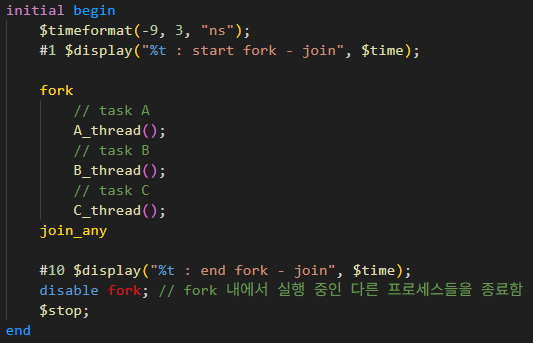 initial begin
    $timeformat(-9, 3, "ns");
    #1 $display("%t : start fork - join", $time);

    fork
        // task A
        A_thread();
        // task B
        B_thread();
        // task C
        C_thread();
    join_any

    #10 $display("%t : end fork - join", $time);
    disable fork; // fork 내에서 실행 중인 다른 프로세스들을 종료함
    $stop;
end